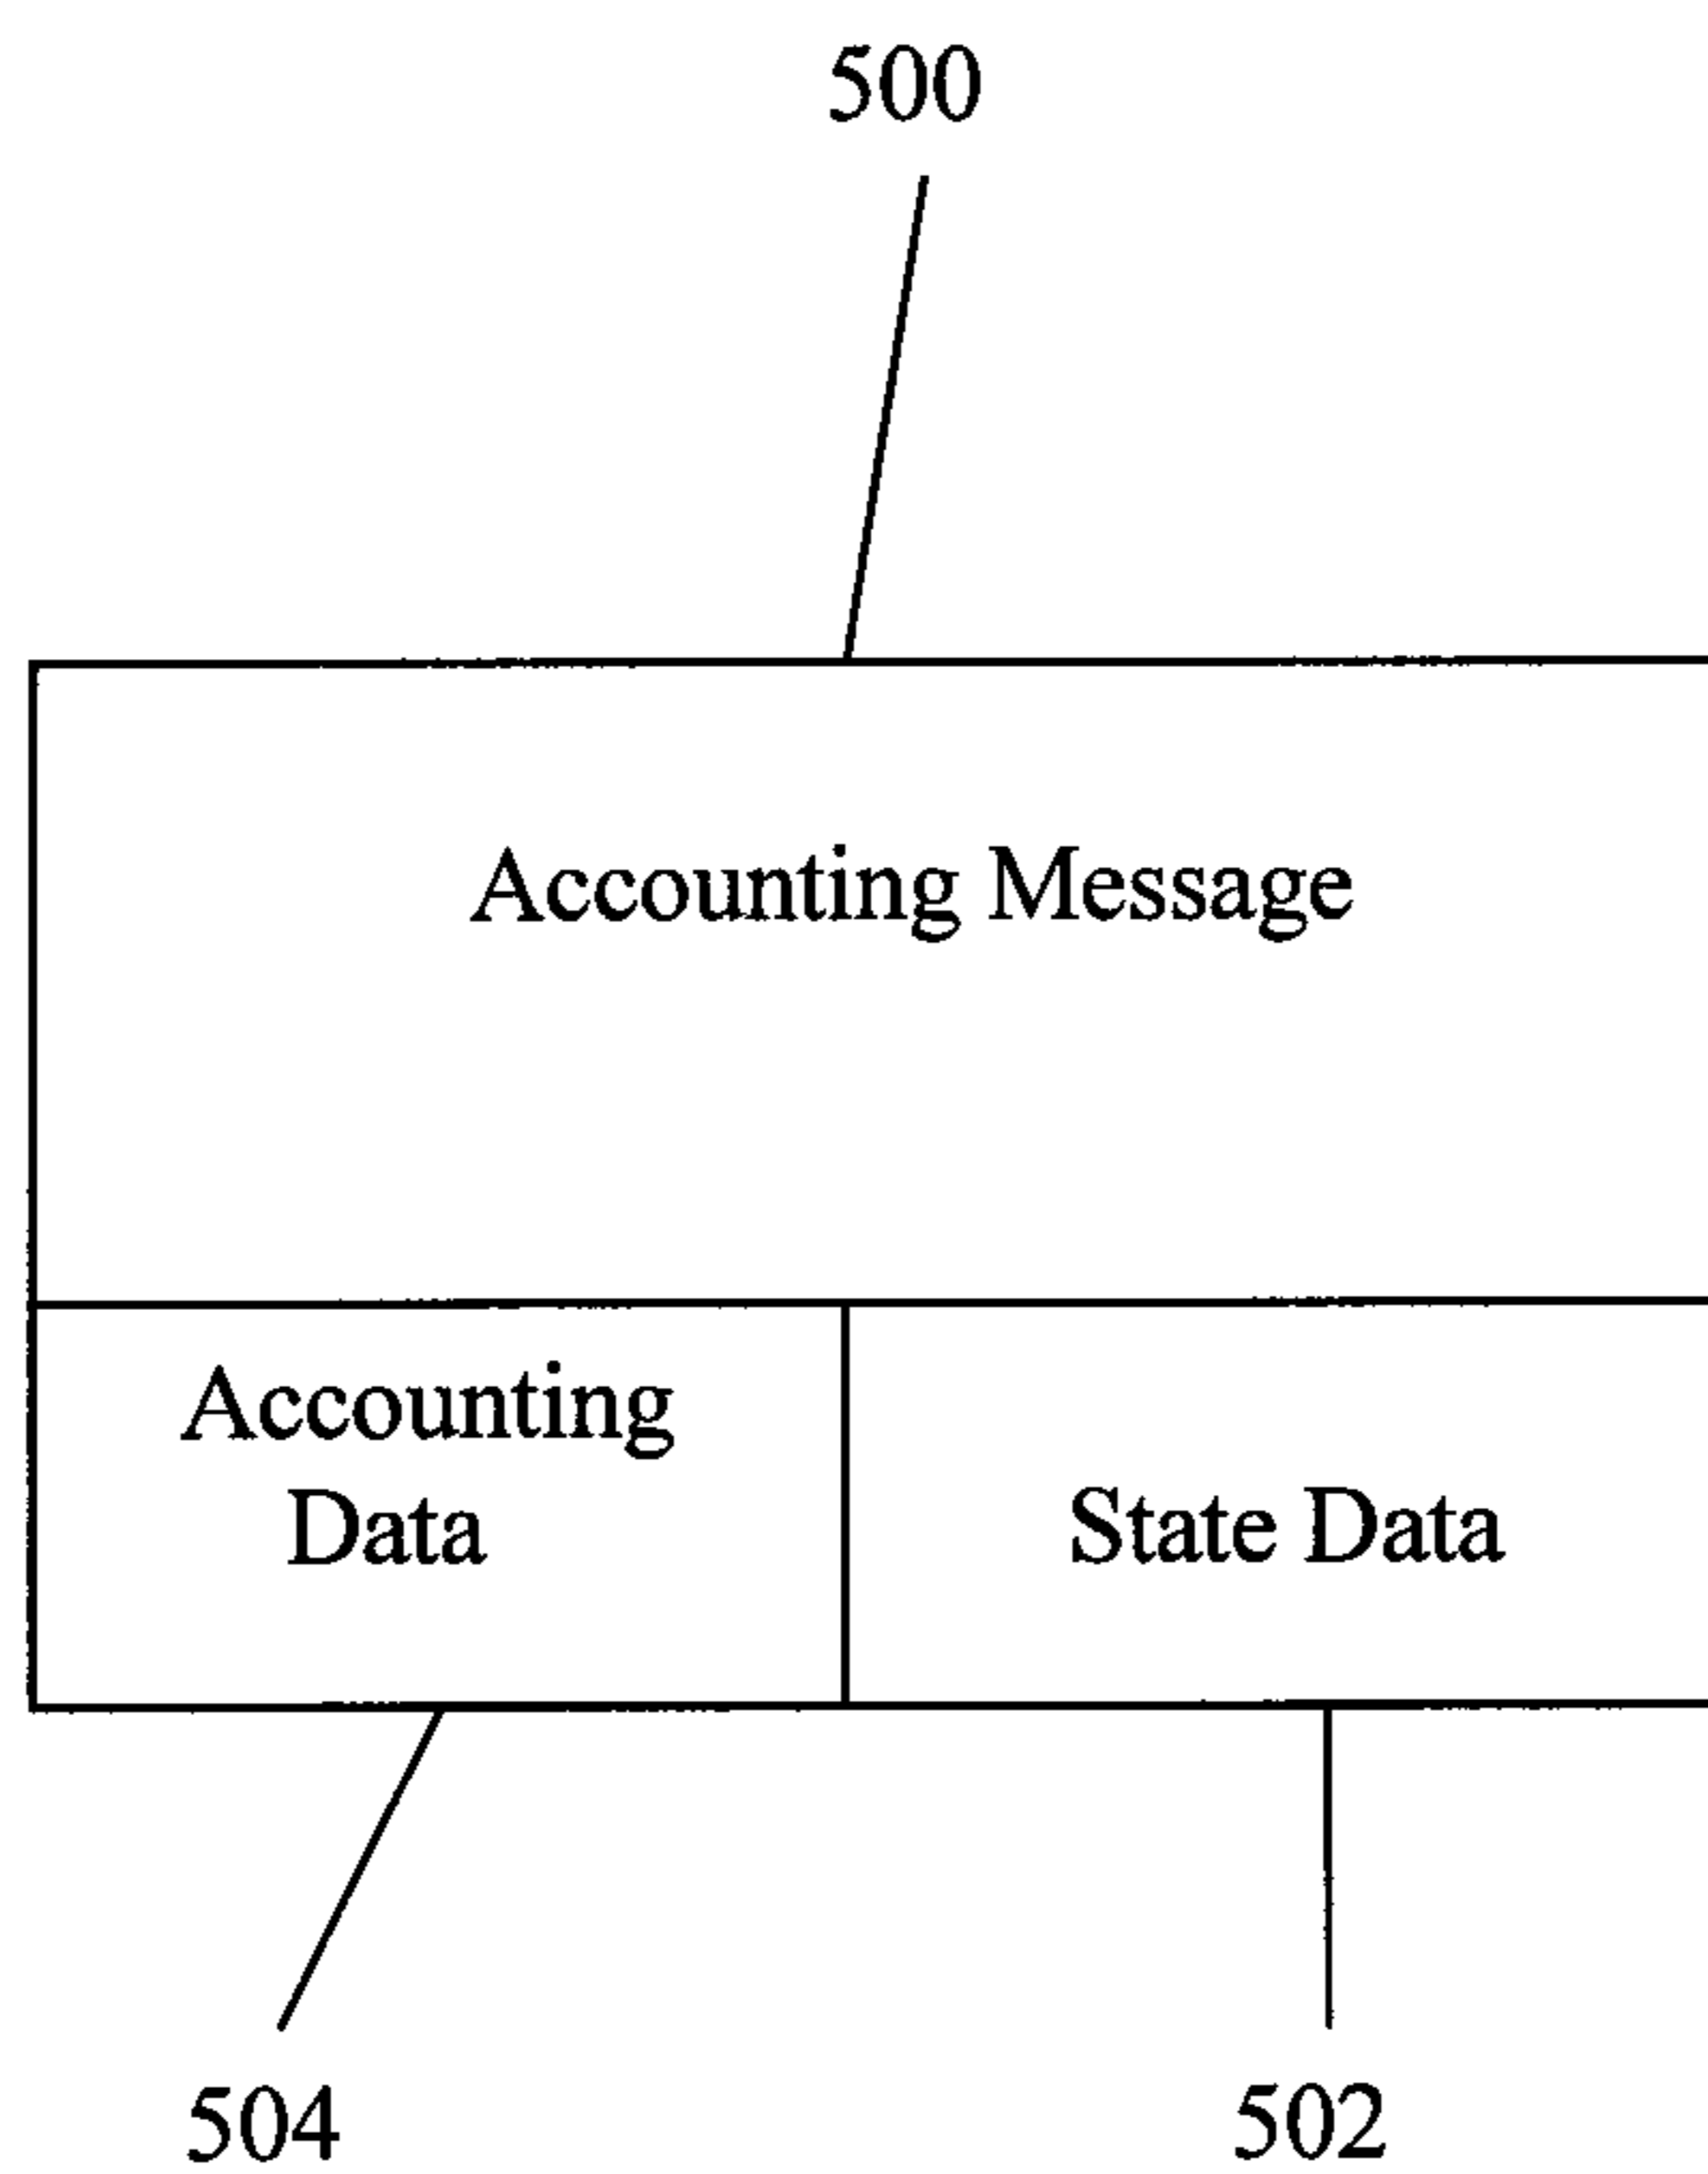 500
Accounting Message
Accounting
Data
State Data
504
502